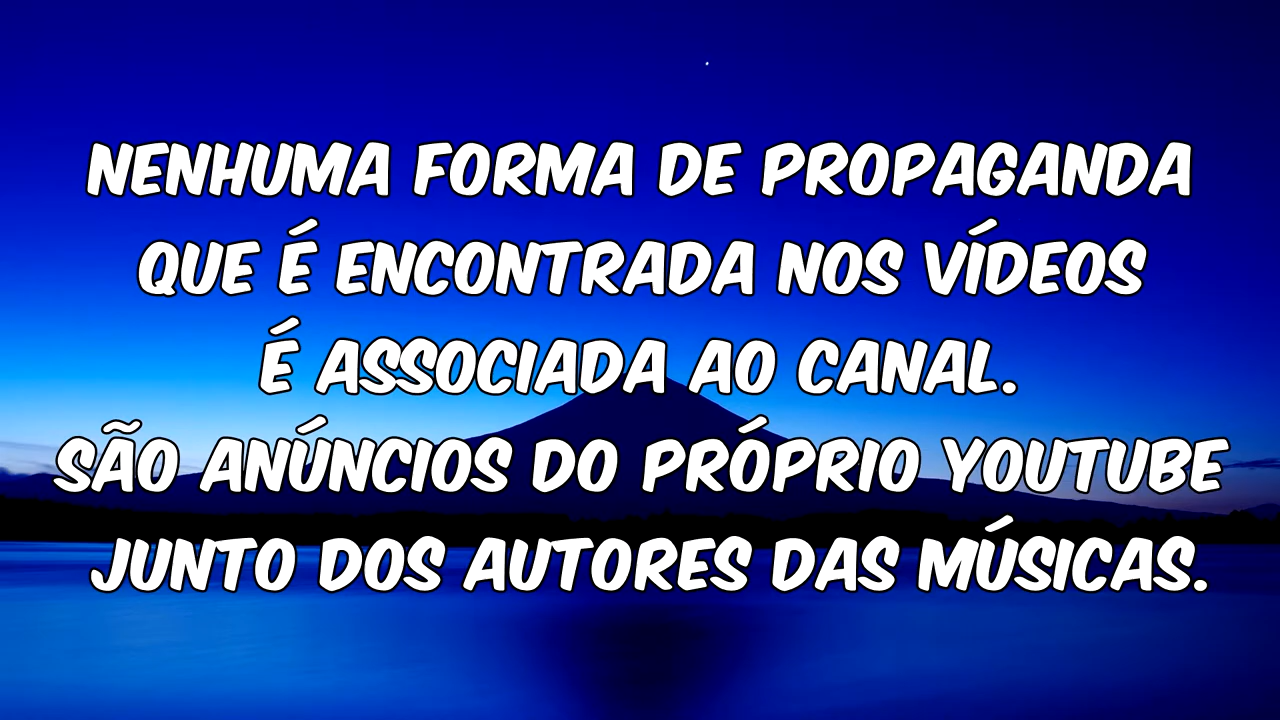 NENHUMA FORMA DE PROPAGANDA
QUE É ENCONTRADA NOS VÍDEOS
É ASSOCIADA AO CANAL.
SÃO ANÚNCIOS DO PRÓPRIO YOUTUBE
JUNTO DOS AUTORES DAS MÚSICAS.